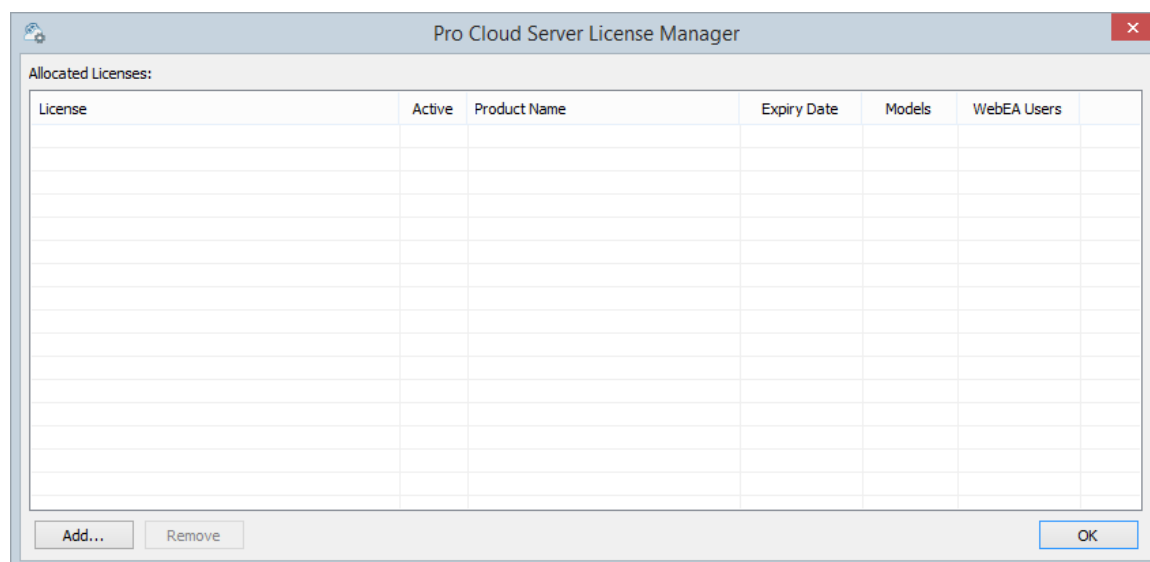 Pro Cloud Server License Manager
Allocated Licenses:
License Active Product Name Expiry Date Models WebEA Users
Add... Remove OK